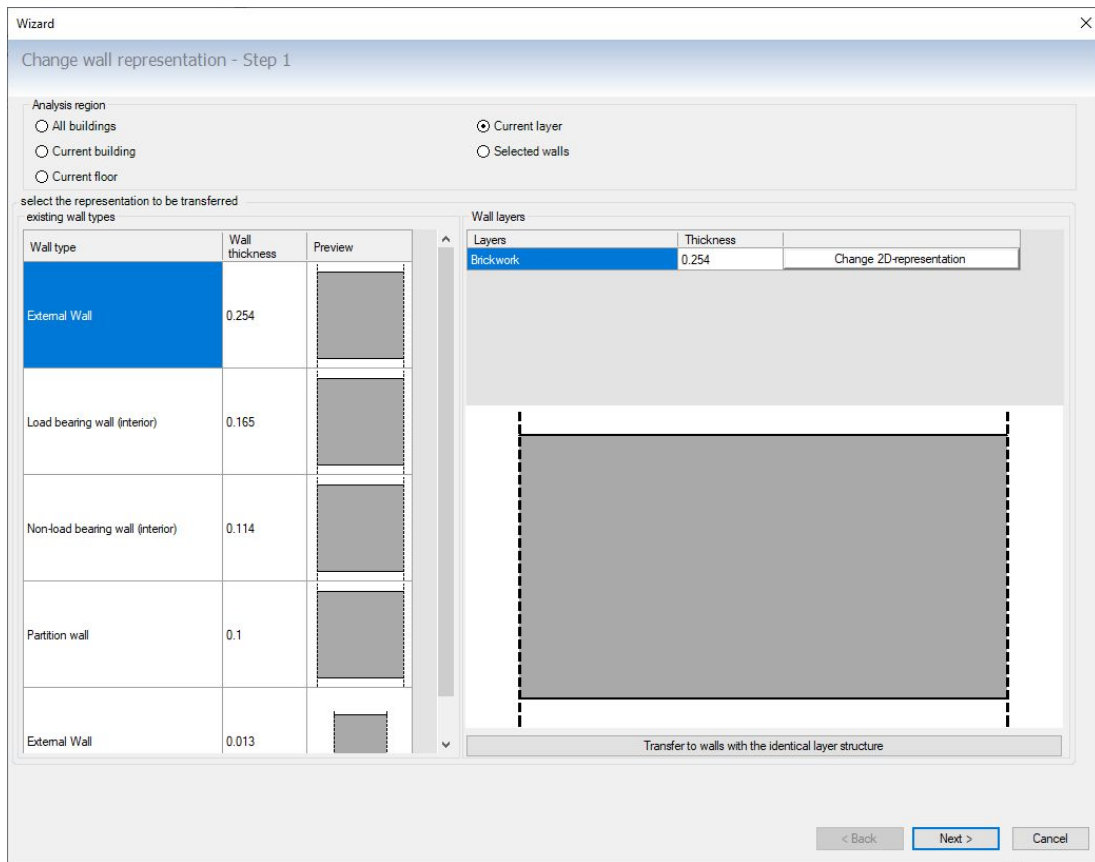 Wizard
Change wall representation - Step 1
Analysis region
All buildings
Current layer
Current building
Selected walls
Current floor
select the representation to be transferred
existing wall types
Wall type
Wall
thickness
Preview
External Wall
0.254
Load bearing wall (interior)
0.165
Non-load bearing wall (interior)
0.114
Partition wall
0.1
External Wall
0.013
Wall layers
Layers
Thickness
Brickwork
0.254
Change 2D-representation
Transfer to walls with the identical layer structure
< Back
Next >
Cancel